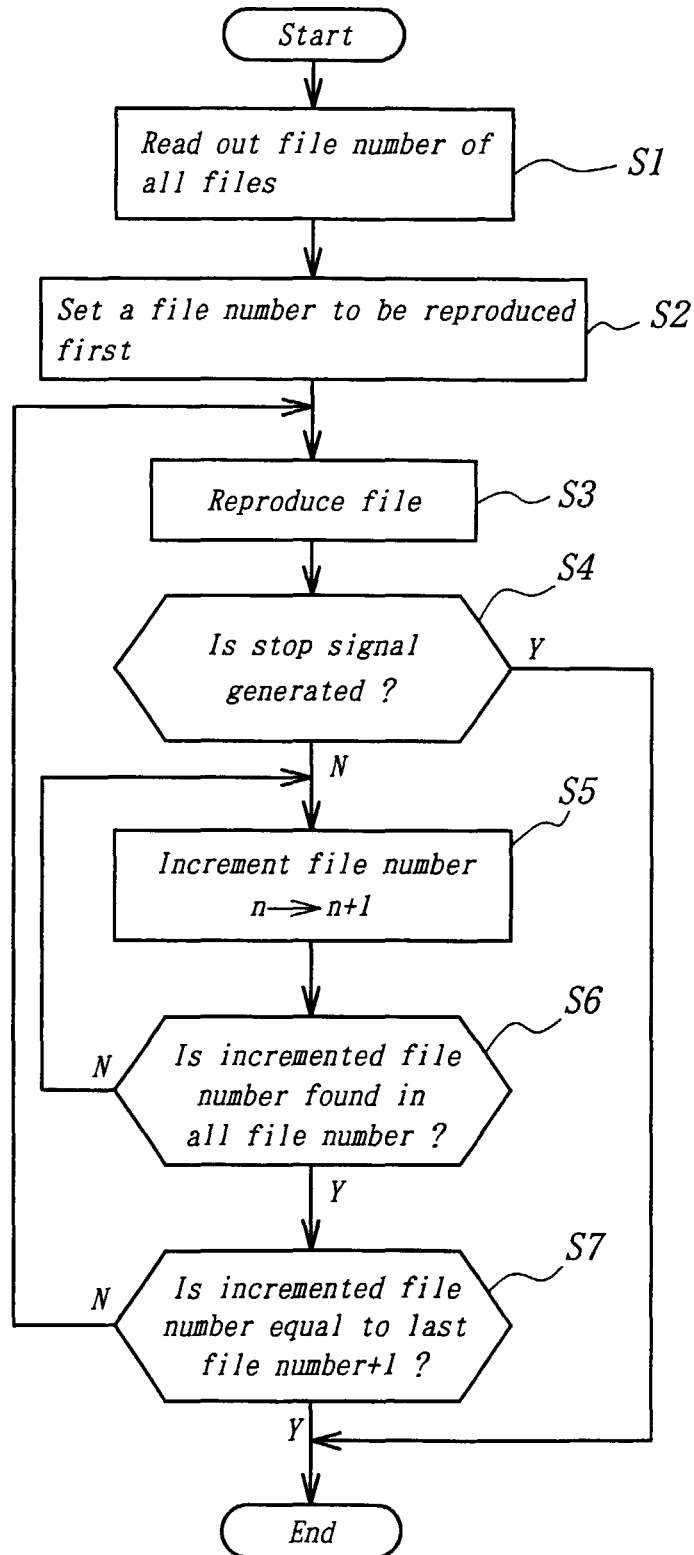 Start
Read out file number of
all files
S1
Set a file number to be reproduced
first
S2
Reproduce file
S3
S4
Is stop signal
generated ?
Y
N
S5
Increment file number
n→n+1
S6
N
Is incremented file
number found in
all file number ?
Y
S7
N
Is incremented file
number equal to last
file number+1 ?
Y
End